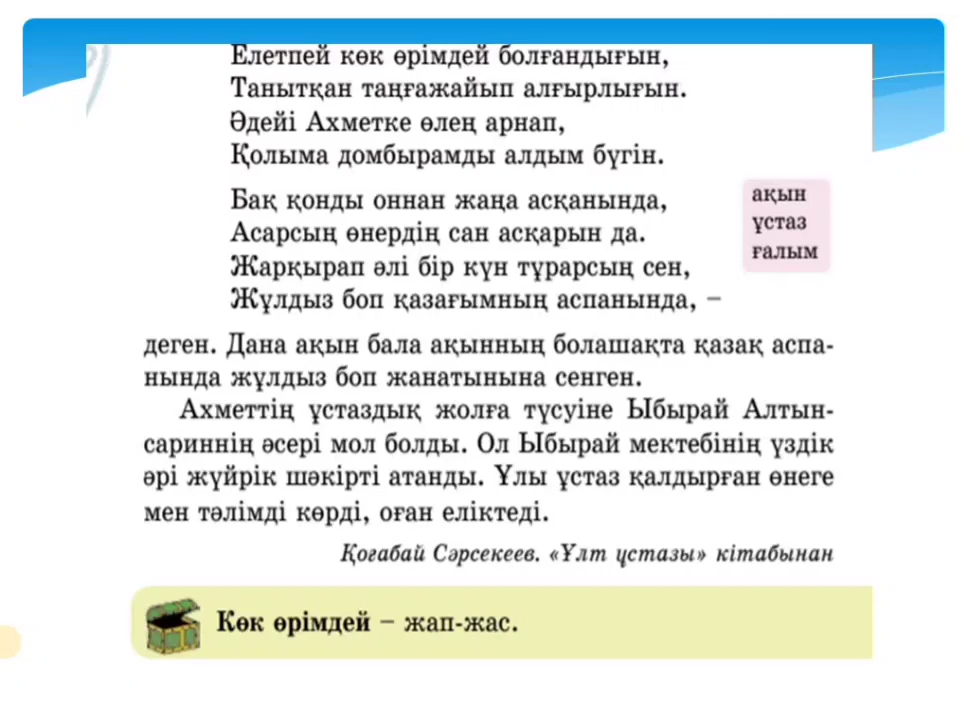 Елетпей көк өрімдей болғандығын,
Танытқан таңғажайып алғырлығын.
Әдейі Ахметке өлең арнап,
Қолыма домбырамды алдым бүгін.
Бақ қонды оннан жаңа асқанында,
Асарсың өнердің сан асқарын да.
Жарқырап әлі бір күн тұрарсың сен,
Жұлдыз боп қазағымның аспанында, –
ақын
ұстаз
ғалым
деген. Дана ақын бала ақынның болашақта қазақ аспа-
нында жұлдыз боп жанатынына сенген.
Ахметтің ұстаздық жолға түсуіне Ыбырай Алтын-
сариннің әсері мол болды. Ол Ыбырай мектебінің үздік
әрі жүйрік шәкірті атанды. Ұлы ұстаз қалдырған өнеге
мен тәлімді көрді, оған еліктеді.
Қоғабай Сәрсекеев. «Ұлт ұстазы» кітабынан
Көк өрімдей – жап-жас.